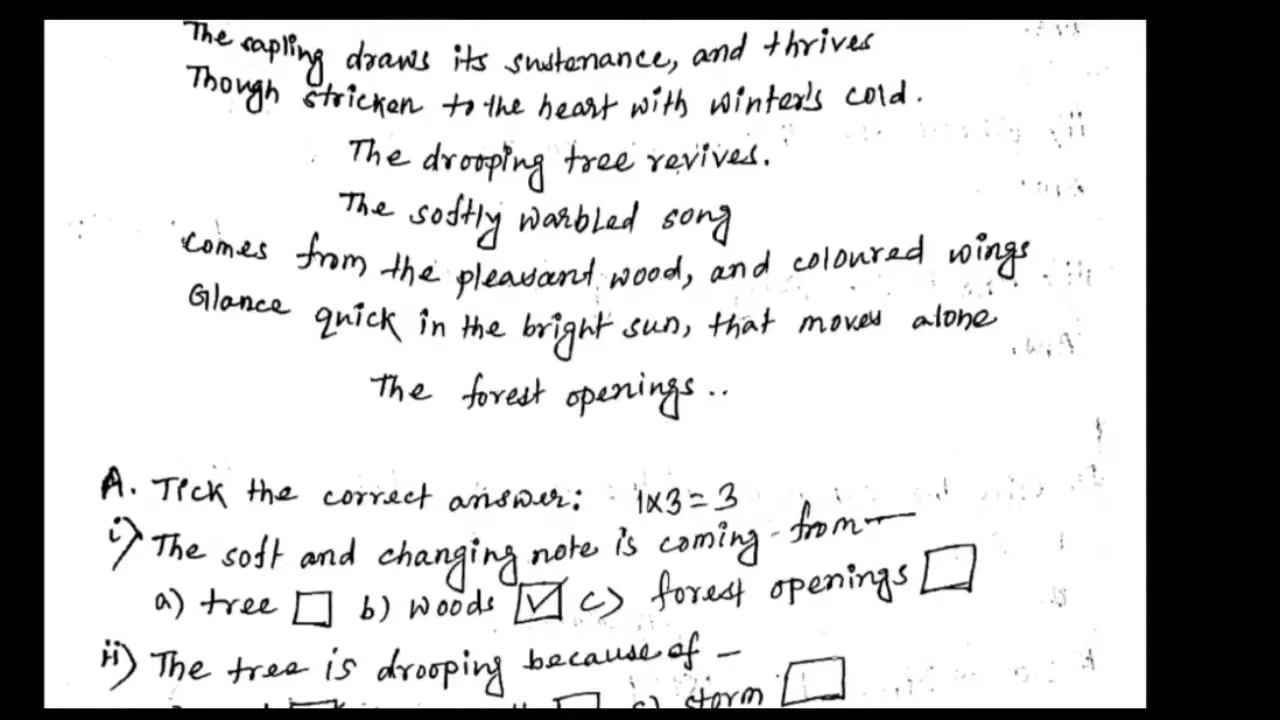 The sapling draws its sustenance, and thrives
Though stricken to the heart with winter's cold.
The drooping tree revives.
The softly warbled song
comes from the pleasant wood, and coloured wings
Glance quick in the bright sun, that moves alone
The forest openings..
A. Tick the correct answer: 1x3=3
i) The soft and changing note is coming from—
a) tree ☐ b) woods ☑ c) forest openings ☐
ii) The tree is drooping because of —
c) storm ☐